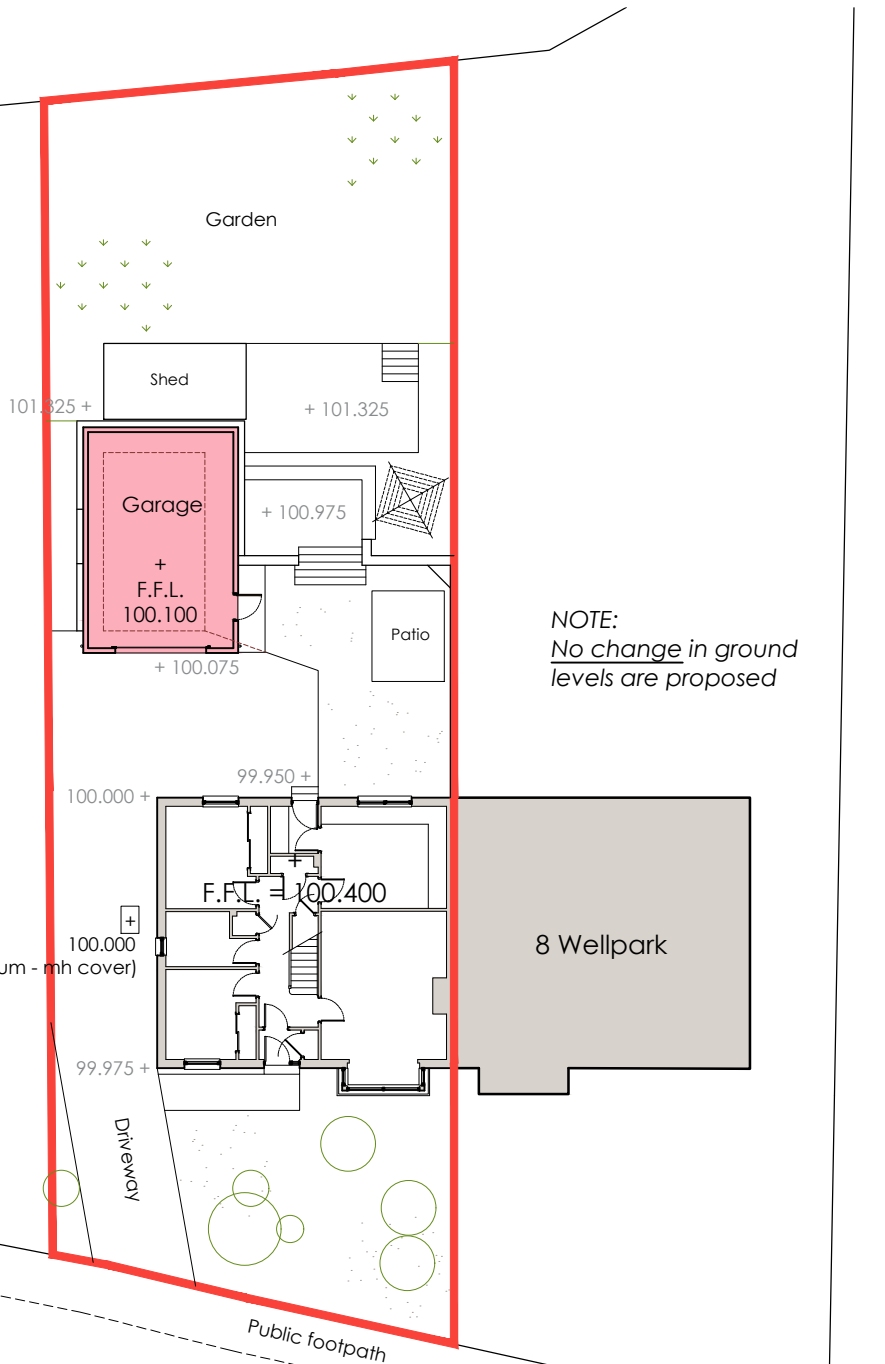 Garden
Shed
101.325 +
+ 101.325
Garage
+ 100.975
+
F.F.L.
100.100
Patio
NOTE:
No change in ground
levels are proposed
+ 100.075
99.950 +
100.000 +
+
F.F.L. = 100.400
+
100.000
um - mh cover)
8 Wellpark
99.975 +
Driveway
Public footpath